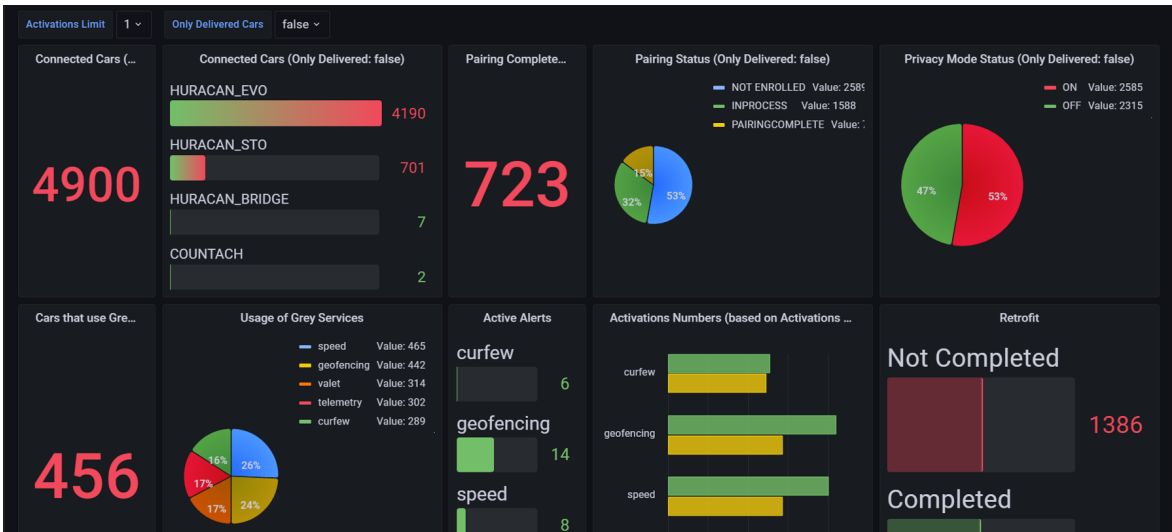 Activations Limit 1 Only Delivered Cars false
Connected Cars (...
4900
Connected Cars (Only Delivered: false)
HURACAN_EVO
4190
HURACAN_STO
701
HURACAN_BRIDGE
7
COUNTACH
2
Pairing Complete...
723
Pairing Status (Only Delivered: false)
NOT ENROLLED Value: 2589
INPROCESS Value: 1588
PAIRINGCOMPLETE Value:
15%
32% 53%
Privacy Mode Status (Only Delivered: false)
ON Value: 2585
OFF Value: 2315
47% 53%
Cars that use Gre...
456
Usage of Grey Services
speed Value: 465
geofencing Value: 442
valet Value: 314
telemetry Value: 302
curfew Value: 289
16% 26%
17%
17% 24%
Active Alerts
curfew
6
geofencing
14
speed
8
Activations Numbers (based on Activations ...
curfew
geofencing
speed
Retrofit
Not Completed
1386
Completed